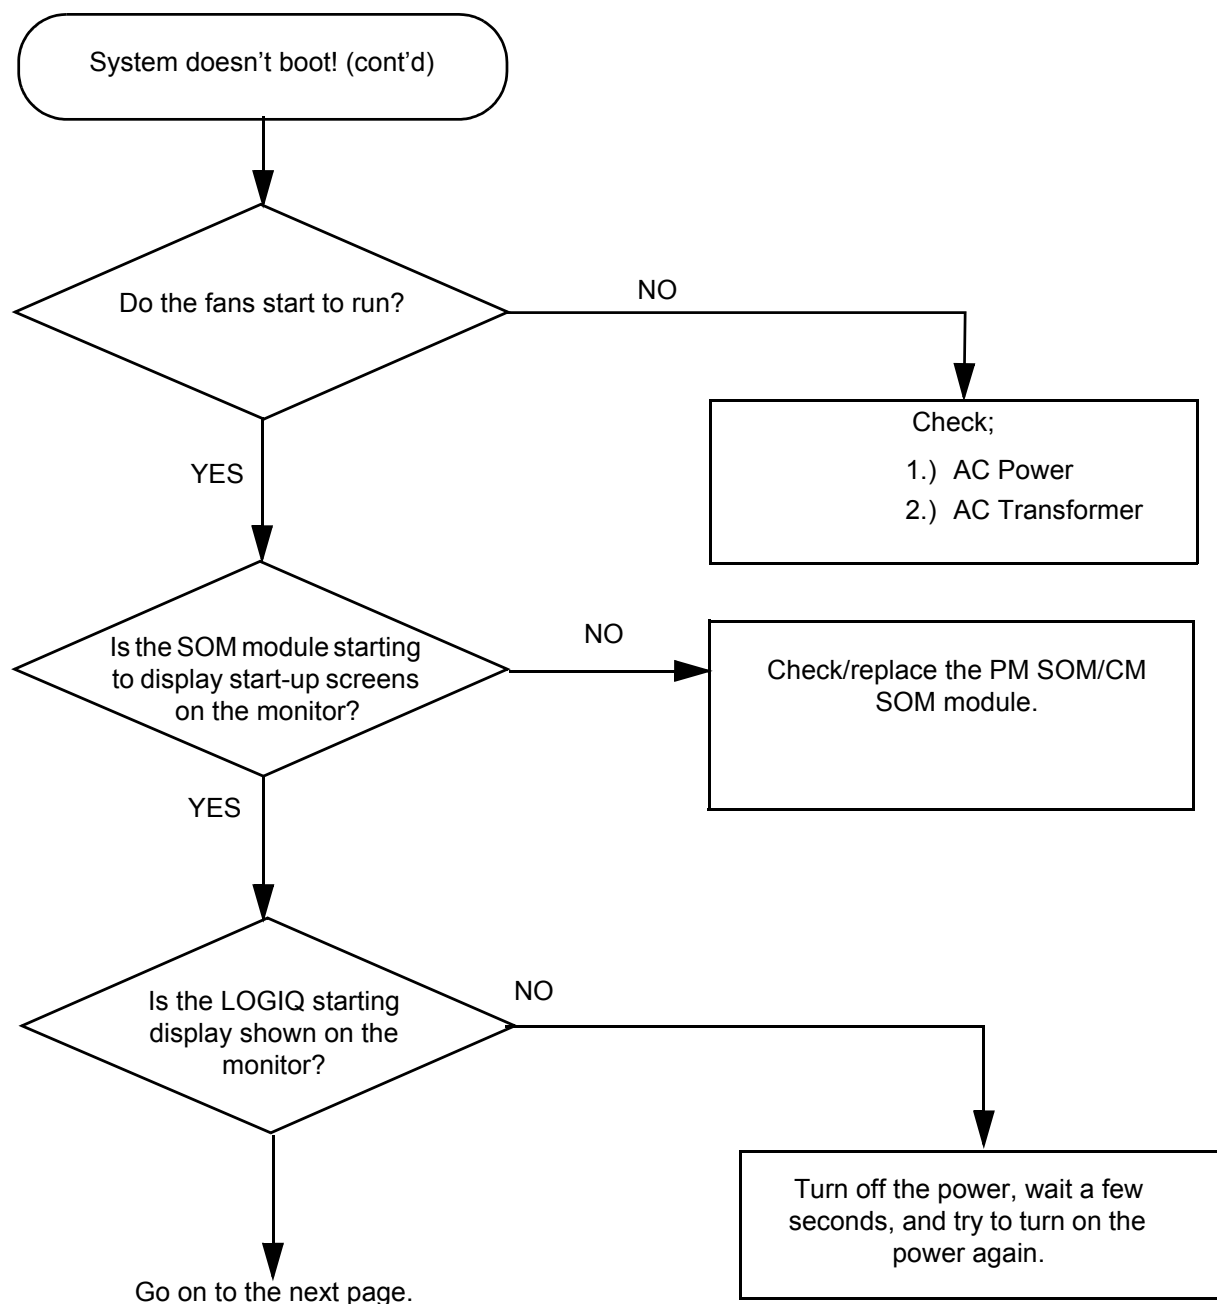 System doesn’t boot! (cont’d)
Do the fans start to run?
NO
Check;
1.) AC Power
2.) AC Transformer
YES
Is the SOM module starting
to display start-up screens
on the monitor?
NO
Check/replace the PM SOM/CM
SOM module.
YES
Is the LOGIQ starting
display shown on the
monitor?
NO
Turn off the power, wait a few
seconds, and try to turn on the
power again.
Go on to the next page.